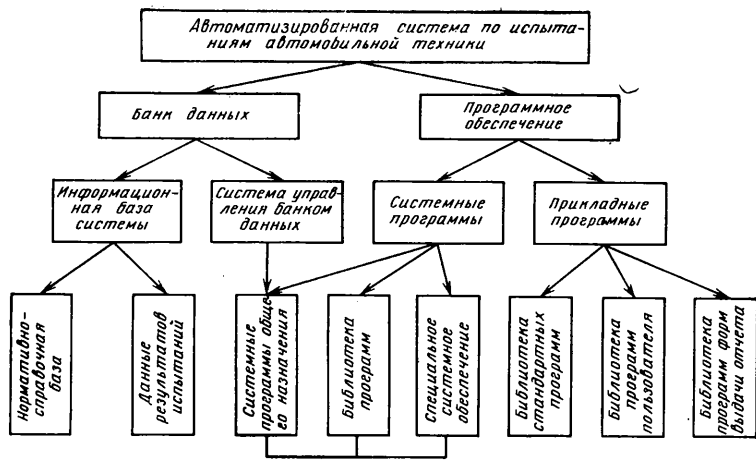 Автоматизированная система по испыта-
ниям автомобильной техники
Банк данных
Программное
обеспечение
Информацион-
ная база
системы
Система управ-
ления банком
данных
Системные
программы
Прикладные
программы
Нормативно-
справочная
база
Данные
результатов
испытаний
Системные
программы обще-
го назначения
Библиотека
программ
Специальное
системное
обеспечение
Библиотека
стандартных
программ
Библиотека
программ
пользователя
Библиотека
программ форм
выдачи отчета